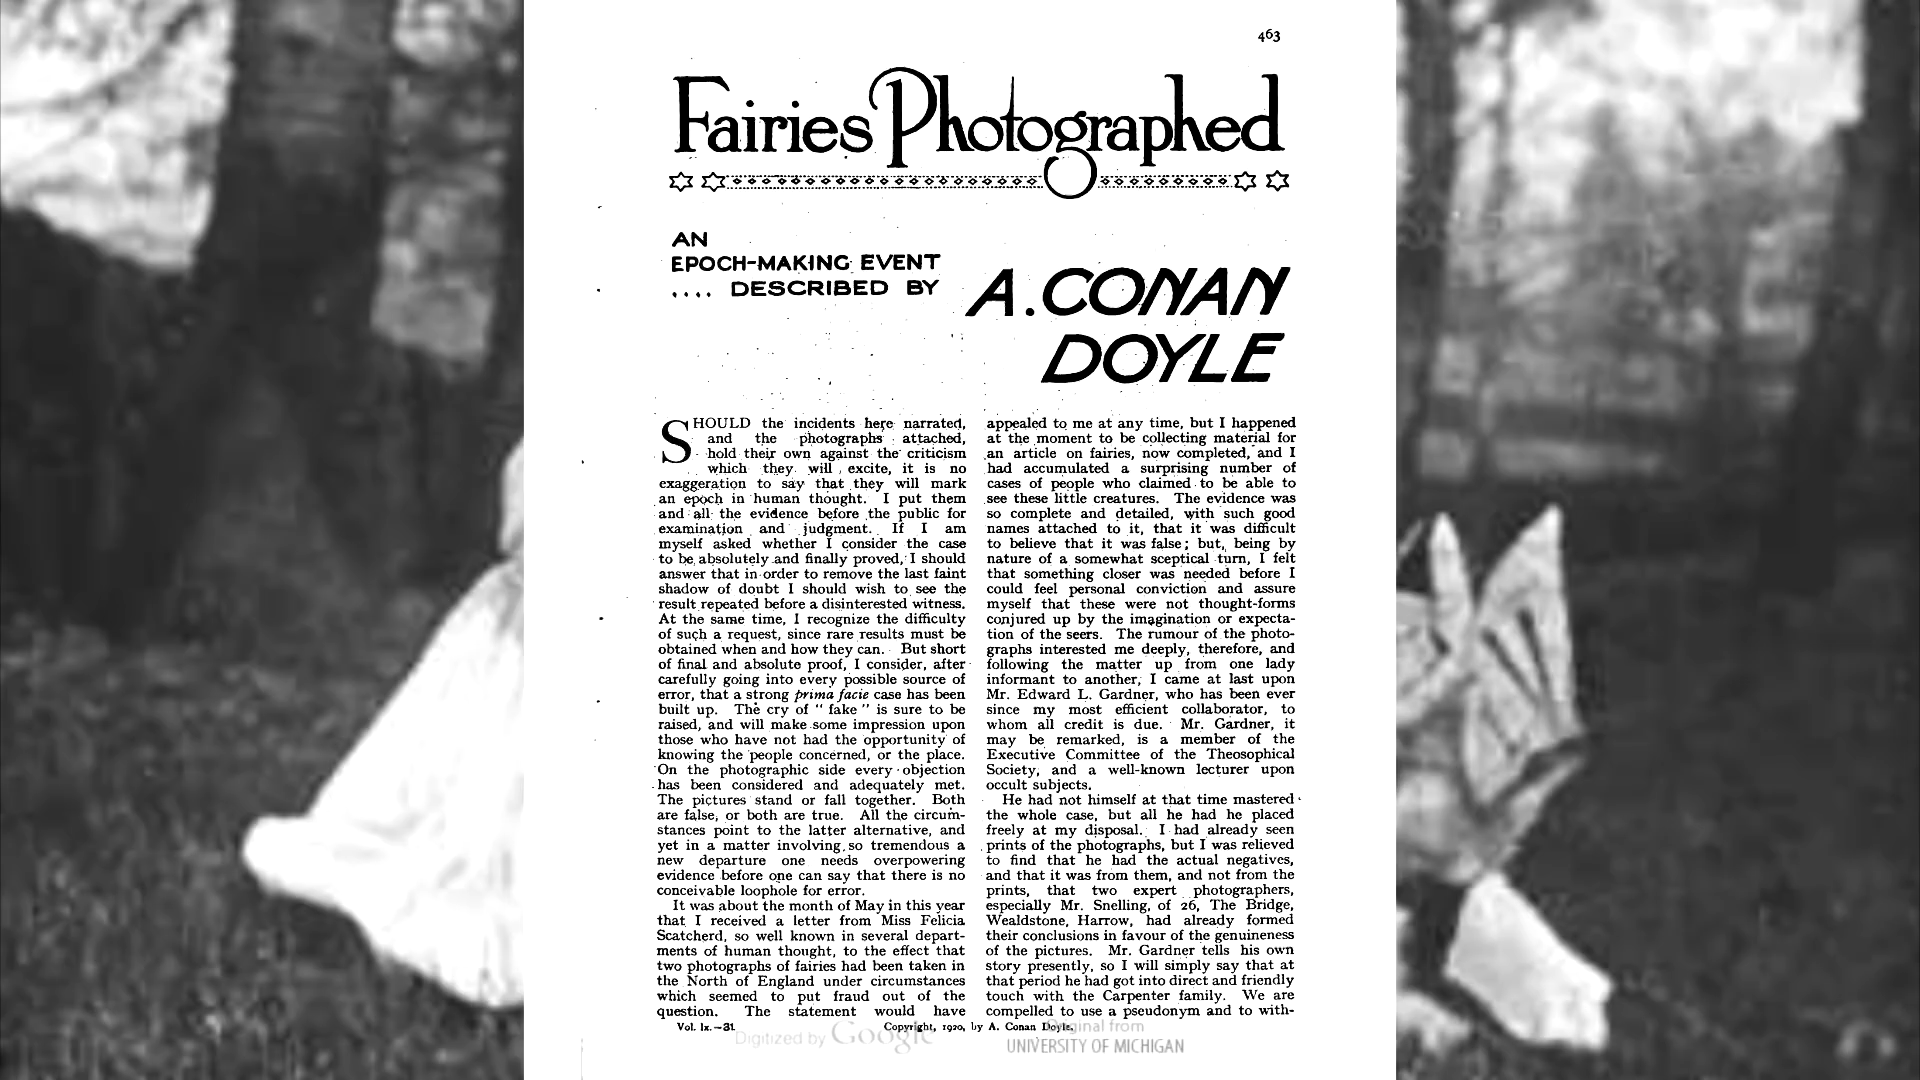 463
Fairies Photographed
AN
EPOCH-MAKING EVENT
.... DESCRIBED BY
A. CONAN
DOYLE
SHOULD the incidents here narrated,
and the photographs attached,
hold their own against the criticism
which they will excite, it is no
exaggeration to say that they will mark
an epoch in human thought. I put them
and all the evidence before the public for
examination and judgment. If I am
myself asked whether I consider the case
to be absolutely and finally proved, I should
answer that in order to remove the last faint
shadow of doubt I should wish to see the
result repeated before a disinterested witness.
At the same time, I recognize the difficulty
of such a request, since rare results must be
obtained when and how they can. But short
of final and absolute proof, I consider, after
carefully going into every possible source of
error, that a strong prima facie case has been
built up. The cry of “ fake ” is sure to be
raised, and will make some impression upon
those who have not had the opportunity of
knowing the people concerned, or the place.
On the photographic side every objection
has been considered and adequately met.
The pictures stand or fall together. Both
are false, or both are true. All the circum-
stances point to the latter alternative, and
yet in a matter involving so tremendous a
new departure one needs overpowering
evidence before one can say that there is no
conceivable loophole for error.
It was about the month of May in this year
that I received a letter from Miss Felicia
Scatcherd, so well known in several depart-
ments of human thought, to the effect that
two photographs of fairies had been taken in
the North of England under circumstances
which seemed to put fraud out of the
question. The statement would have
appealed to me at any time, but I happened
at the moment to be collecting material for
an article on fairies, now completed, and I
had accumulated a surprising number of
cases of people who claimed to be able to
see these little creatures. The evidence was
so complete and detailed, with such good
names attached to it, that it was difficult
to believe that it was false ; but, being by
nature of a somewhat sceptical turn, I felt
that something closer was needed before I
could feel personal conviction and assure
myself that these were not thought-forms
conjured up by the imagination or expecta-
tion of the seers. The rumour of the photo-
graphs interested me deeply, therefore, and
following the matter up from one lady
informant to another, I came at last upon
Mr. Edward L. Gardner, who has been ever
since my most efficient collaborator, to
whom all credit is due. Mr. Gardner, it
may be remarked, is a member of the
Executive Committee of the Theosophical
Society, and a well-known lecturer upon
occult subjects.
He had not himself at that time mastered
the whole case, but all he had he placed
freely at my disposal. I had already seen
prints of the photographs, but I was relieved
to find that he had the actual negatives,
and that it was from them, and not from the
prints, that two expert photographers,
especially Mr. Snelling, of 26, The Bridge,
Wealdstone, Harrow, had already formed
their conclusions in favour of the genuineness
of the pictures. Mr. Gardner tells his own
story presently, so I will simply say that at
that period he had got into direct and friendly
touch with the Carpenter family. We are
compelled to use a pseudonym and to with-
Vol. lx.—31.
Copyright, 1920, by A. Conan Doyle.
Digitized by Google
Original from
UNIVERSITY OF MICHIGAN